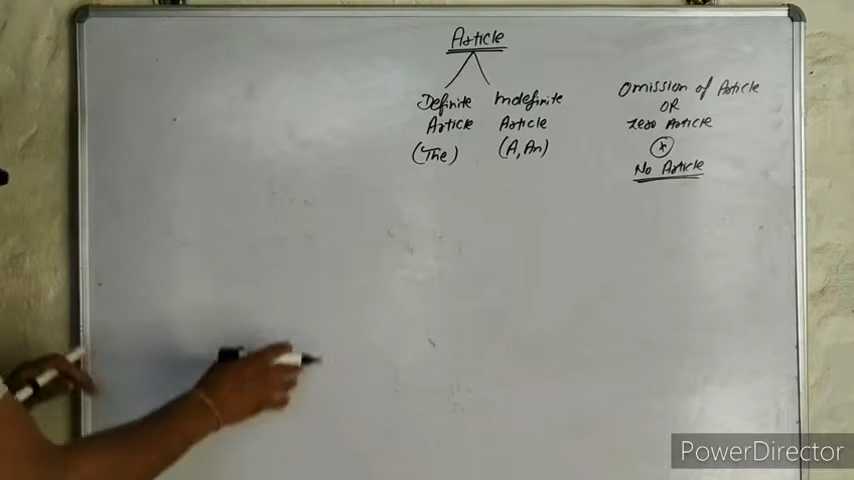 Article
Definite
Article
(The)
Indefinite
Article
(A, An)
Omission of Article
OR
Zero Article
(x)
No Article
PowerDirector